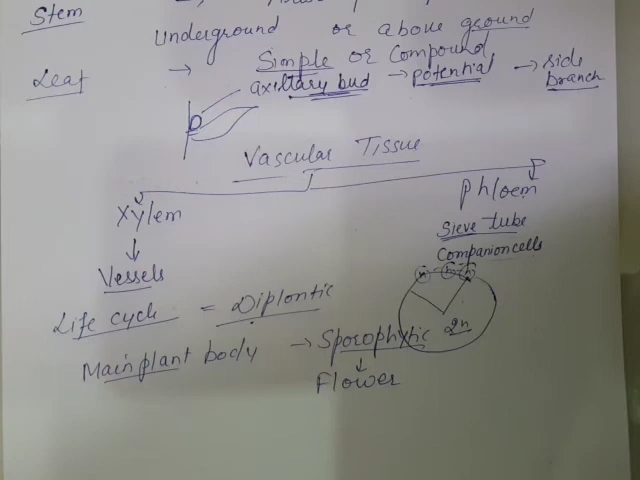 Stem → 
Underground or above ground
Leaf → Simple or Compound
axillary bud → potential → side branch
Vascular Tissue
Xylem Phloem
Vessels Sieve tube
Companion cells
Life cycle = Diplontic
2n
Main plant body → Sporophytic
Flower